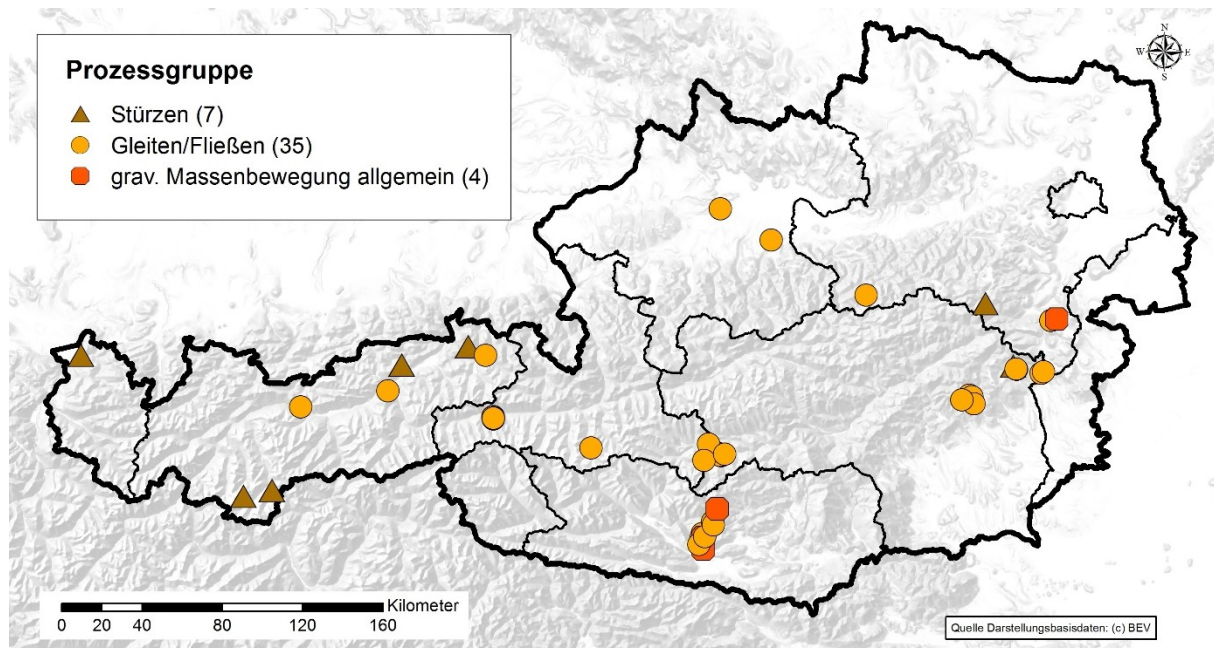 Prozessgruppe
Stürzen (7)
Gleiten/Fließen (35)
grav. Massenbewegung allgemein (4)
N
W E
S
Kilometer
0 20 40 80 120 160
Quelle Darstellungsbasisdaten: (c) BEV